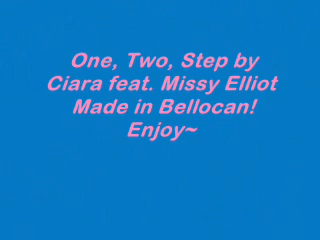 One, Two, Step by
Ciara feat. Missy Elliot
Made in Bellocan!
Enjoy~